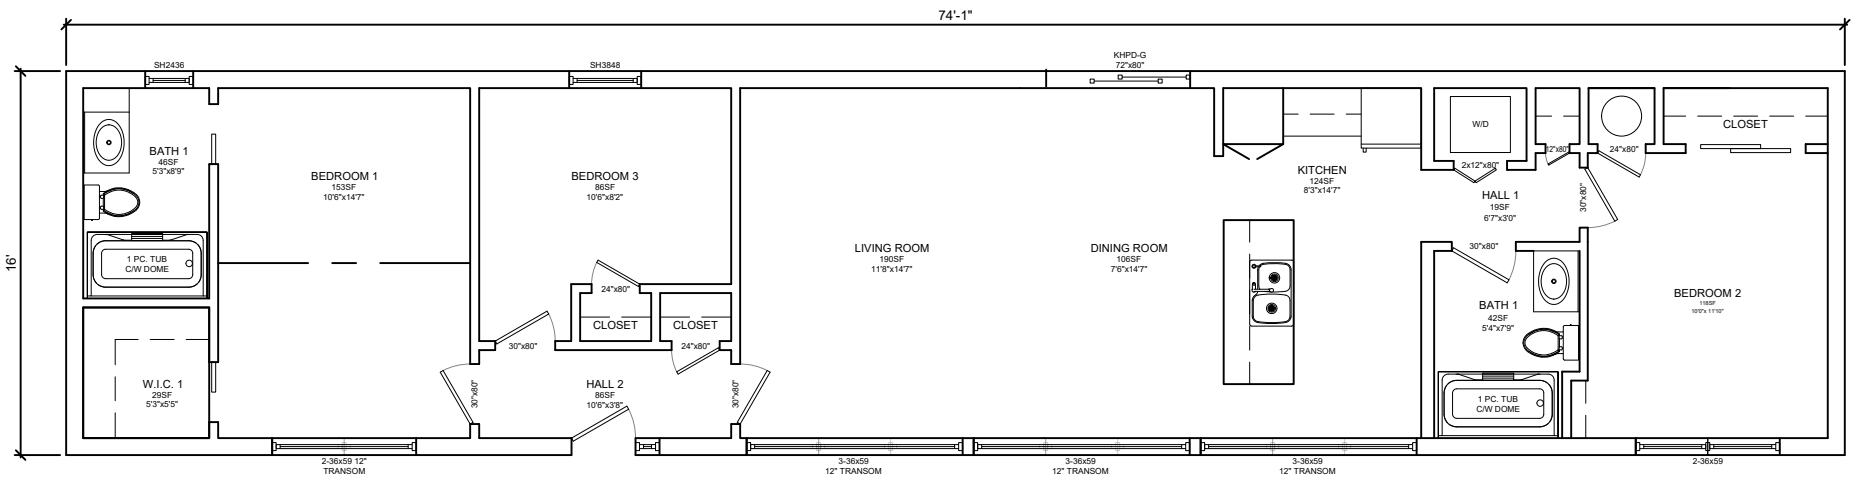 74'-1"
16'
SH2436
SH3848
KHPD-G
72"x80"
BATH 1
46SF
5'3"x8'9"
1 PC. TUB
C/W DOME
W.I.C. 1
29SF
5'3"x5'5"
BEDROOM 1
153SF
10'6"x14'7"
2-36x59 12"
TRANSOM
BEDROOM 3
86SF
10'6"x8'2"
24"x80"
CLOSET
CLOSET
30"x80"
24"x80"
30"x80"
HALL 2
86SF
10'6"x3'8"
30"x80"
LIVING ROOM
190SF
11'8"x14'7"
DINING ROOM
106SF
7'6"x14'7"
3-36x59
12" TRANSOM
3-36x59
12" TRANSOM
3-36x59
12" TRANSOM
KITCHEN
124SF
8'3"x14'7"
W/D
2x12"x80"
12"x80"
24"x80"
CLOSET
HALL 1
19SF
6'7"x3'0"
30"x80"
30"x80"
BATH 1
42SF
5'4"x7'9"
1 PC. TUB
C/W DOME
BEDROOM 2
118SF
10'0"x 11'10"
2-36x59